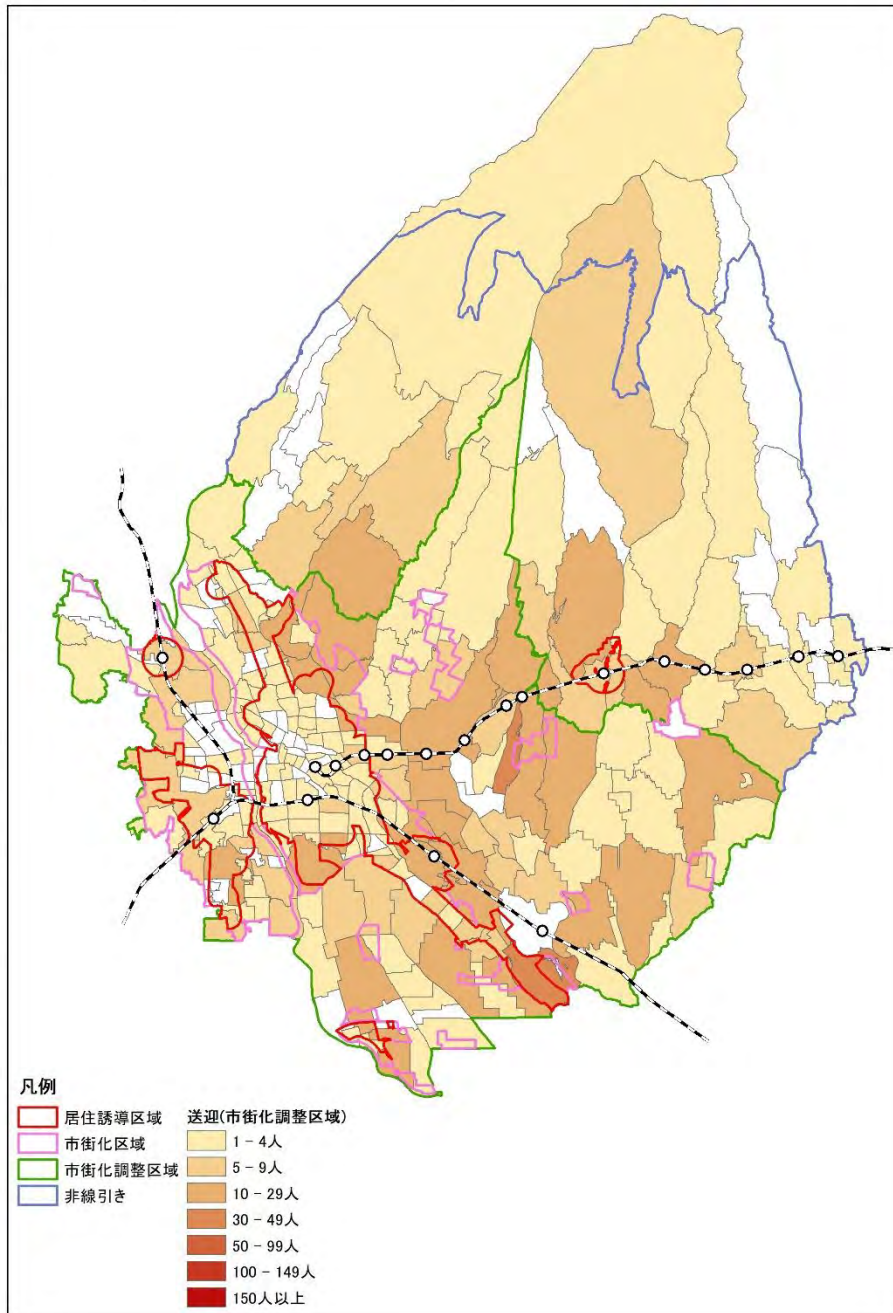 凡例
居住誘導区域
市街化区域
市街化調整区域
非線引き
送迎(市街化調整区域)
1 - 4人
5 - 9人
10 - 29人
30 - 49人
50 - 99人
100 - 149人
150人以上